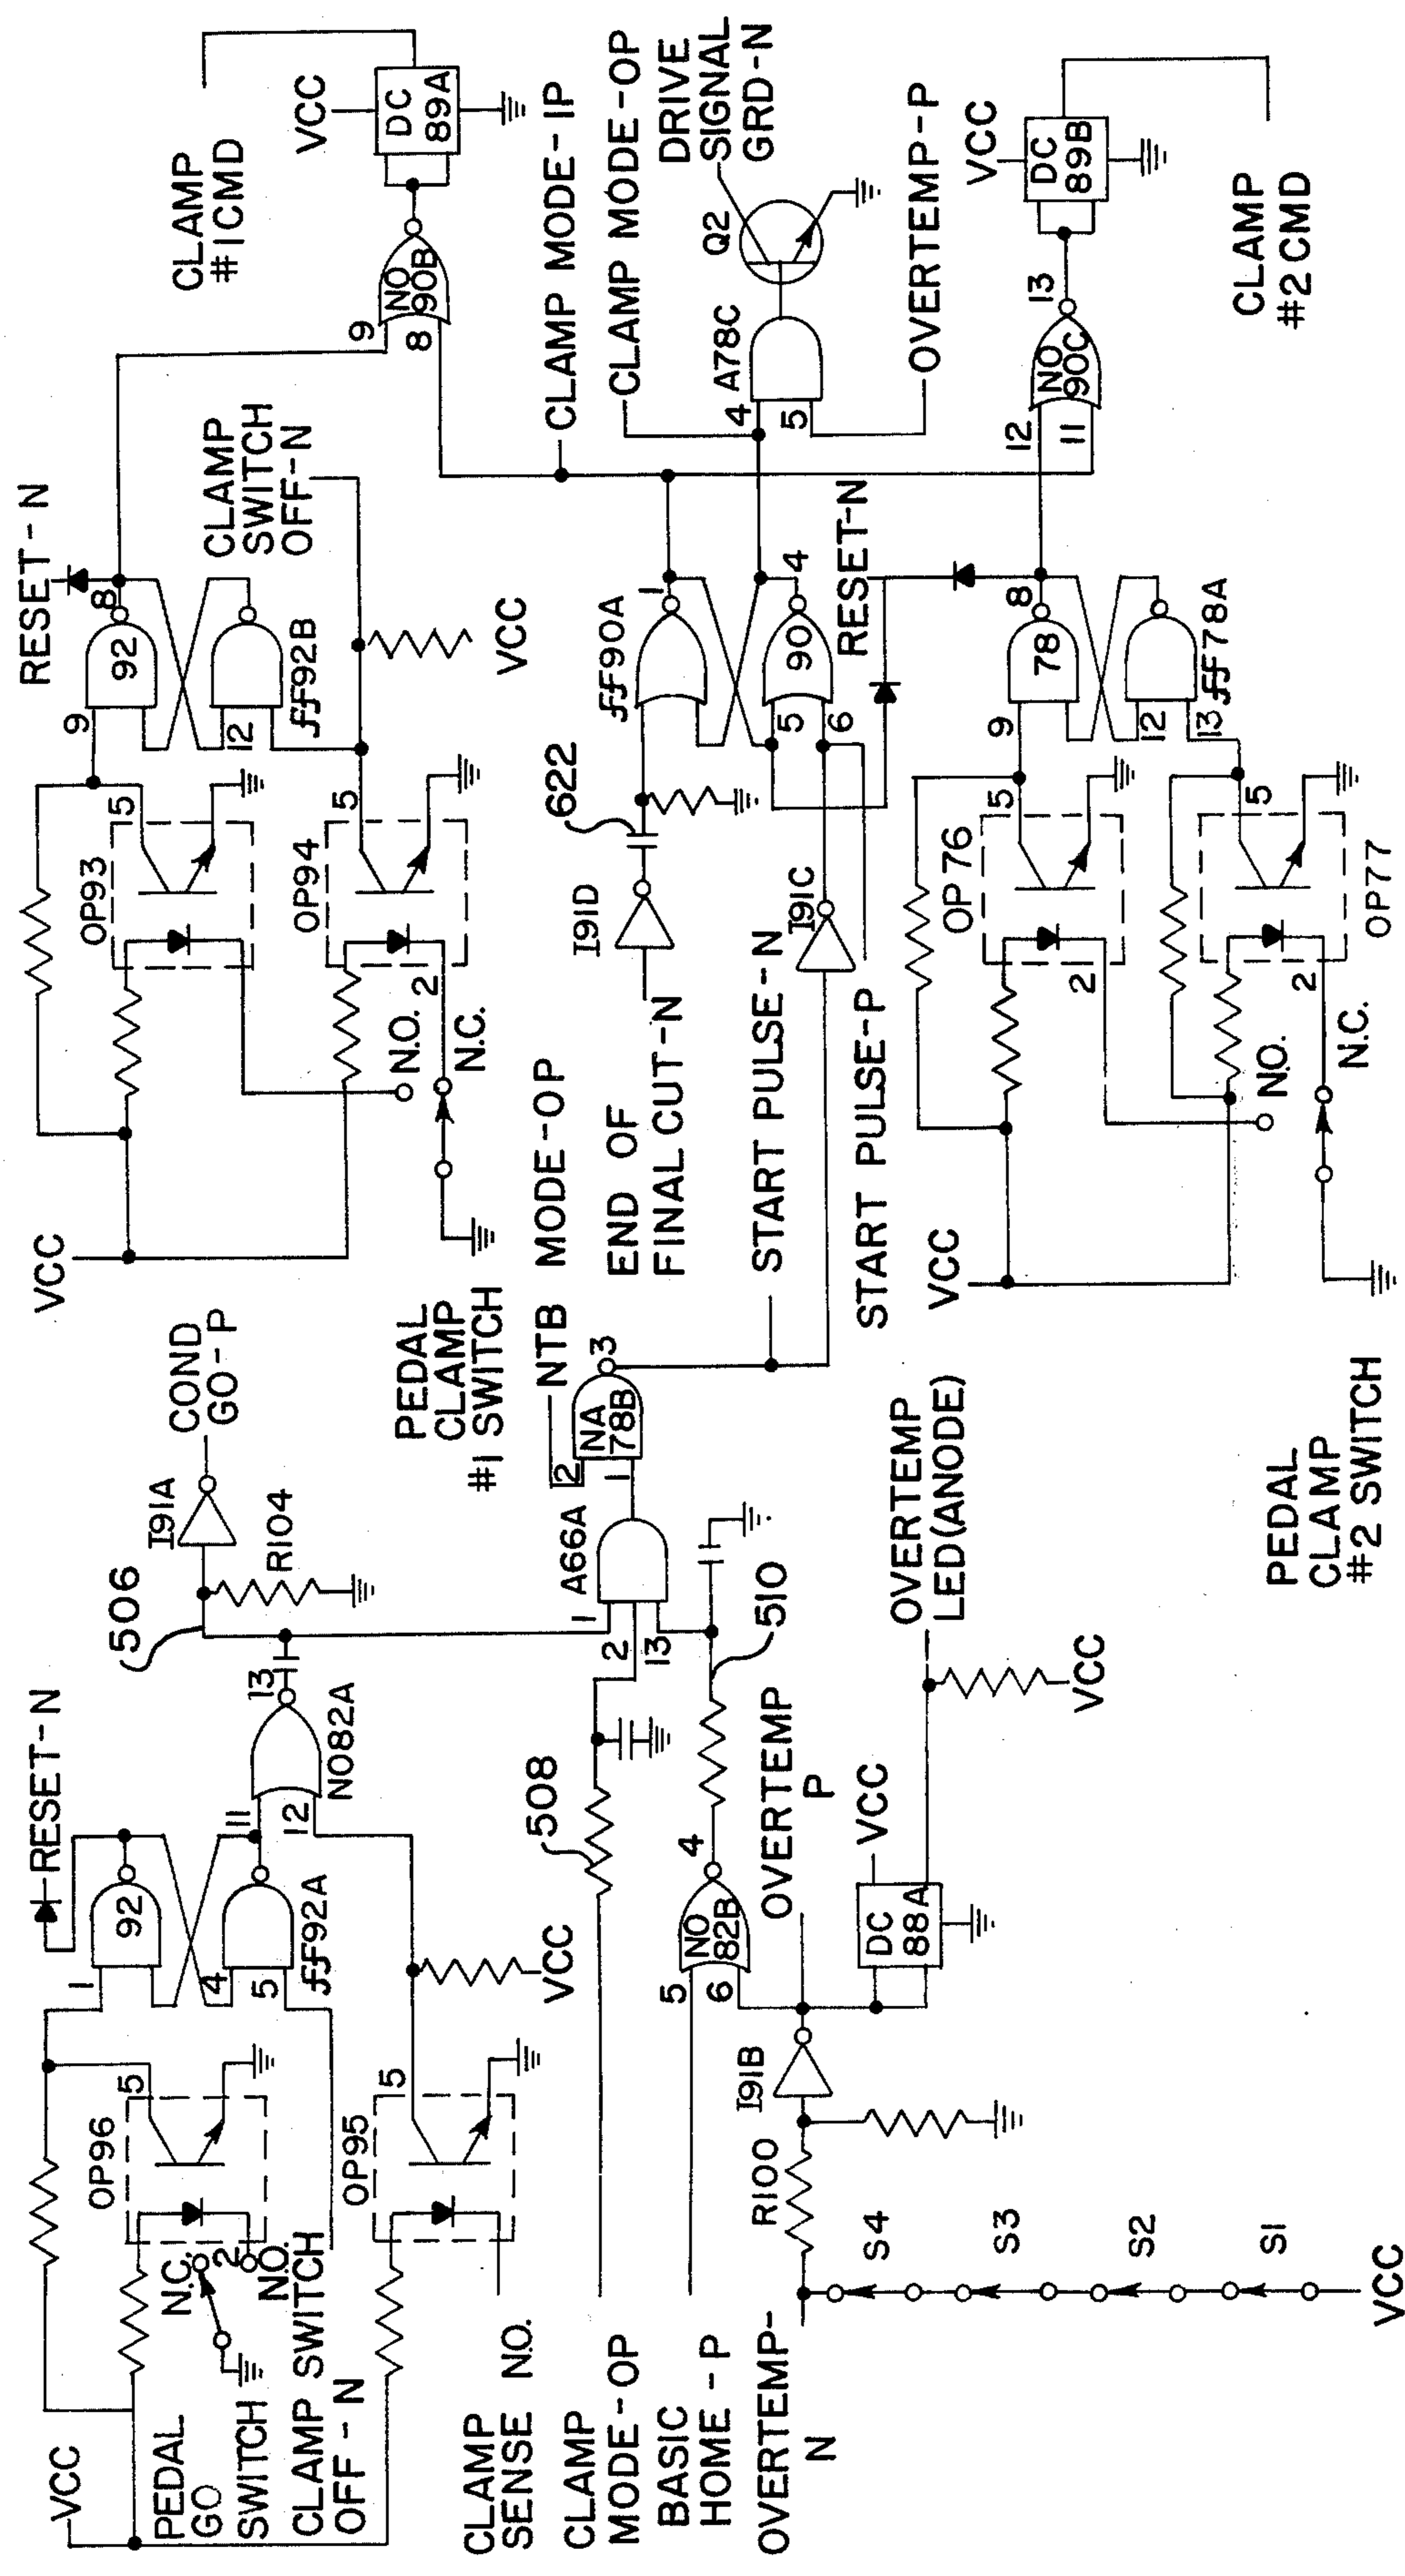 RESET-N
CLAMP
SWITCH
OFF-N
VCC
9
8
92
12
ff92B
OP93
5
OP94
5
2
N.O.
N.C.
VCC
PEDAL
CLAMP
#1 SWITCH
CLAMP
#1 CMD
VCC
DC
89A
9
8
NO
90B
CLAMP MODE-1P
CLAMP MODE-OP
DRIVE
SIGNAL
GRD-N
Q2
A78C
4
5
OVERTEMP-P
VCC
DC
89B
13
NO
90C
12
11
CLAMP
#2 CMD
ff90A
1
90
4
5
6
RESET-N
622
I91D
I91C
END OF
FINAL CUT-N
START PULSE-N
START PULSE-P
8
78
9
12
13
ff78A
OP76
5
2
OP77
5
2
N.O.
N.C.
VCC
PEDAL
CLAMP
#2 SWITCH
COND
GO-P
I91A
R104
506
NTB MODE-OP
3
NA
78B
2
1
A66A
1
2
13
510
508
RESET-N
92
1
4
5
ff92A
11
12
13
NO82A
OP96
5
2
N.C.
N.O.
OP95
5
VCC
VCC
PEDAL
GO
SWITCH
CLAMP SWITCH
OFF-N
CLAMP
SENSE N.O.
CLAMP
MODE-OP
BASIC
HOME-P
OVERTEMP-
N
4
NO
82B
5
6
OVERTEMP
P
I91B
R100
S4
S3
S2
S1
VCC
DC
88A
VCC
OVERTEMP
LED(ANODE)
VCC